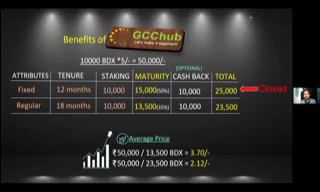 Benefits of GCChub
Let's make it together!!
10000 BDX *5/- = 50,000/-
(OPTIONAL)
ATTRIBUTES TENURE STAKING MATURITY CASH BACK TOTAL
Fixed 12 months 10,000 15,000(50%) 10,000 25,000 Closed
Regular 18 months 10,000 13,500(35%) 10,000 23,500
Average Price
₹50,000 / 13,500 BDX = 3.70/-
₹50,000 / 23,500 BDX = 2.12/-